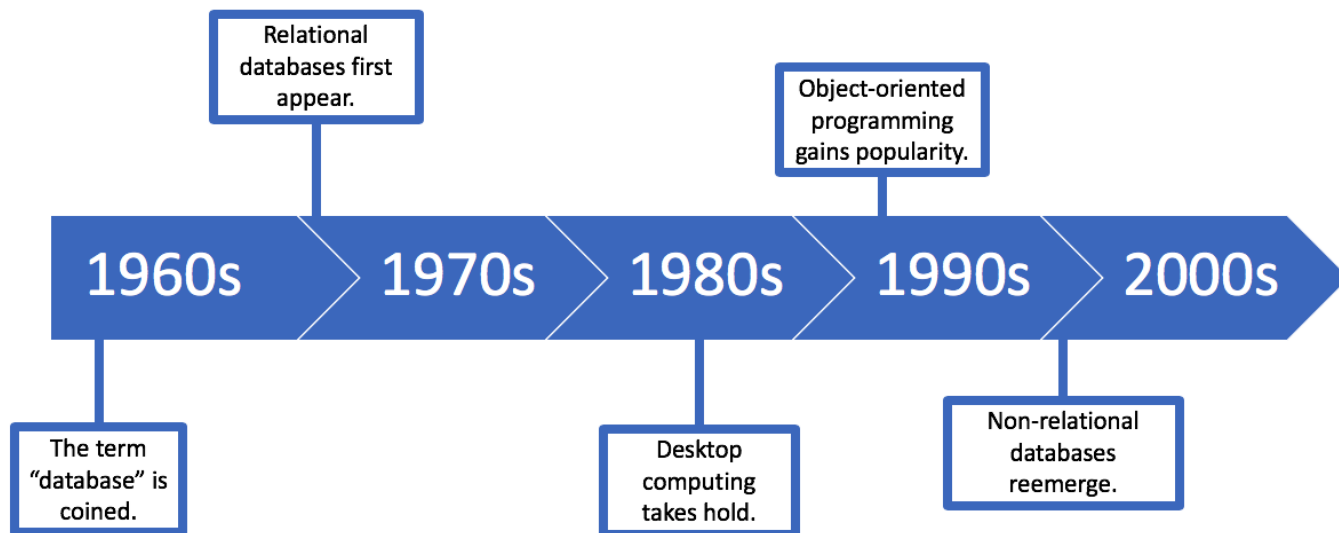 Relational
databases first
appear.
Object-oriented
programming
gains popularity.
1960s
1970s
1980s
1990s
2000s
The term
“database” is
coined.
Desktop
computing
takes hold.
Non-relational
databases
reemerge.